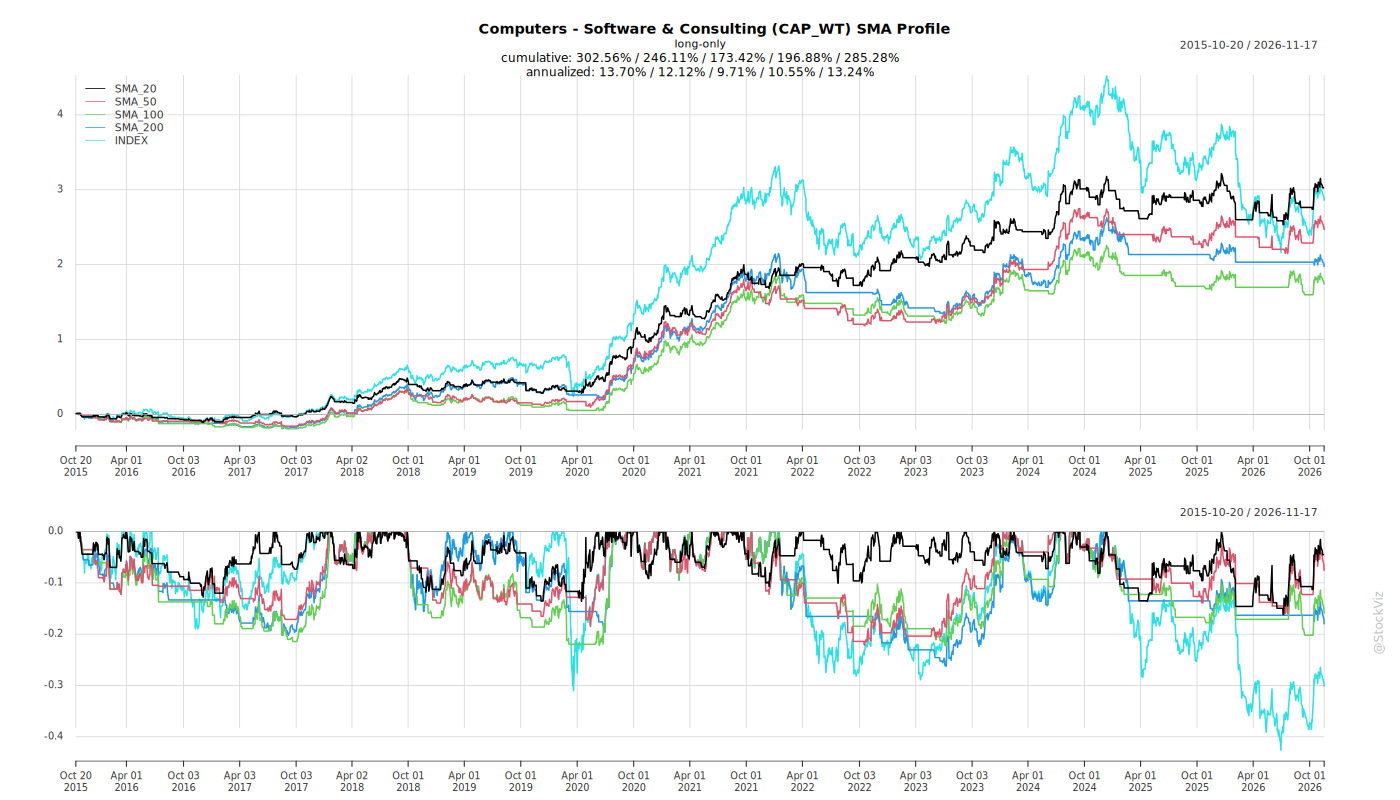 Computers - Software & Consulting (CAP_WT) SMA Profile
long-only
2015-10-20 / 2026-11-17
cumulative: 302.56% / 246.11% / 173.42% / 196.88% / 285.28%
annualized: 13.70% / 12.12% / 9.71% / 10.55% / 13.24%
SMA_20
SMA_50
SMA_100
SMA_200
INDEX
4
3
2
1
0
Oct 20 Apr 01 Oct 03 Apr 03 Oct 03 Apr 02 Oct 01 Apr 01 Oct 01 Apr 01 Oct 01 Apr 01 Oct 01 Apr 01 Oct 03 Apr 03 Oct 03 Apr 01 Oct 01 Apr 01 Oct 01 Apr 01 Oct 01
2015 2016 2016 2017 2017 2018 2018 2019 2019 2020 2020 2021 2021 2022 2022 2023 2023 2024 2024 2025 2025 2026 2026
2015-10-20 / 2026-11-17
0.0
-0.1
-0.2
-0.3
-0.4
Oct 20 Apr 01 Oct 03 Apr 03 Oct 03 Apr 02 Oct 01 Apr 01 Oct 01 Apr 01 Oct 01 Apr 01 Oct 01 Apr 01 Oct 03 Apr 03 Oct 03 Apr 01 Oct 01 Apr 01 Oct 01 Apr 01 Oct 01
2015 2016 2016 2017 2017 2018 2018 2019 2019 2020 2020 2021 2021 2022 2022 2023 2023 2024 2024 2025 2025 2026 2026
@StockViz